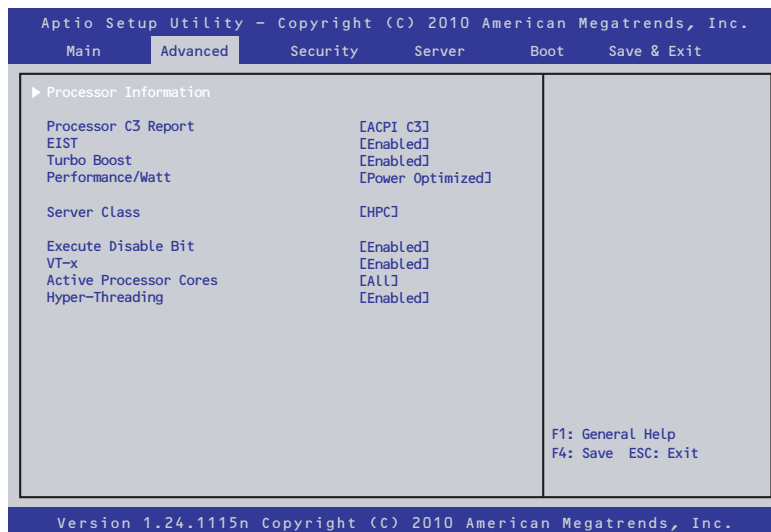 Aptio Setup Utility – Copyright (C) 2010 American Megatrends, Inc.
Main Advanced Security Server Boot Save & Exit
Processor Information
Processor C3 Report [ACPI C3]
EIST [Enabled]
Turbo Boost [Enabled]
Performance/Watt [Power Optimized]
Server Class [HPC]
Execute Disable Bit [Enabled]
VT-x [Enabled]
Active Processor Cores [All]
Hyper-Threading [Enabled]
F1: General Help
F4: Save ESC: Exit
Version 1.24.1115n Copyright (C) 2010 American Megatrends, Inc.